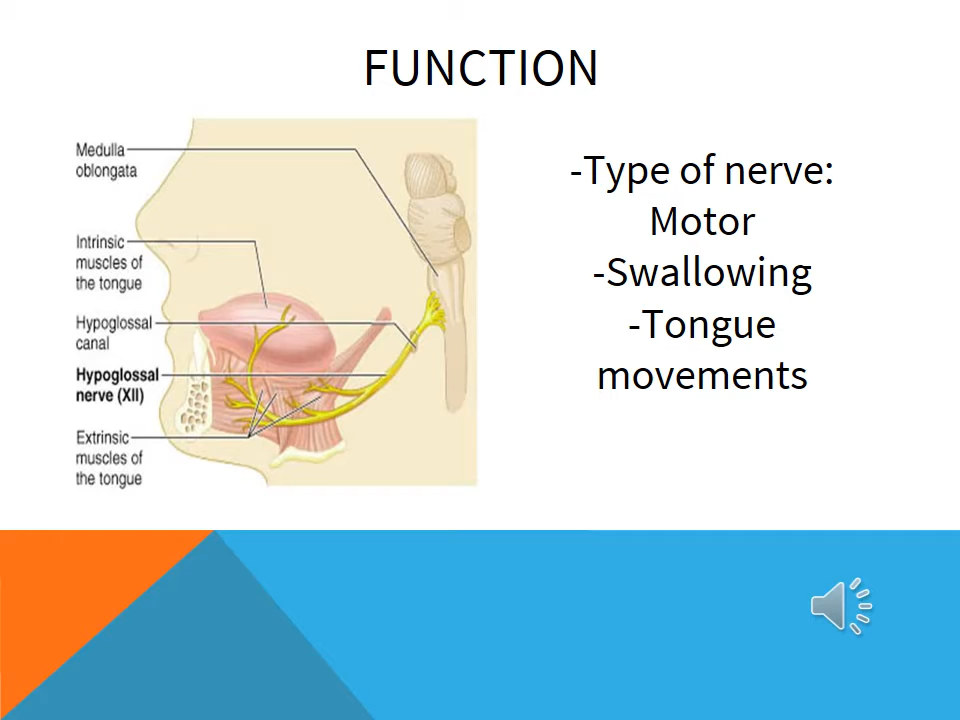 FUNCTION
Medulla
oblongata
Intrinsic
muscles of
the tongue
Hypoglossal
canal
Hypoglossal
nerve (XII)
Extrinsic
muscles of
the tongue
-Type of nerve:
Motor
-Swallowing
-Tongue
movements